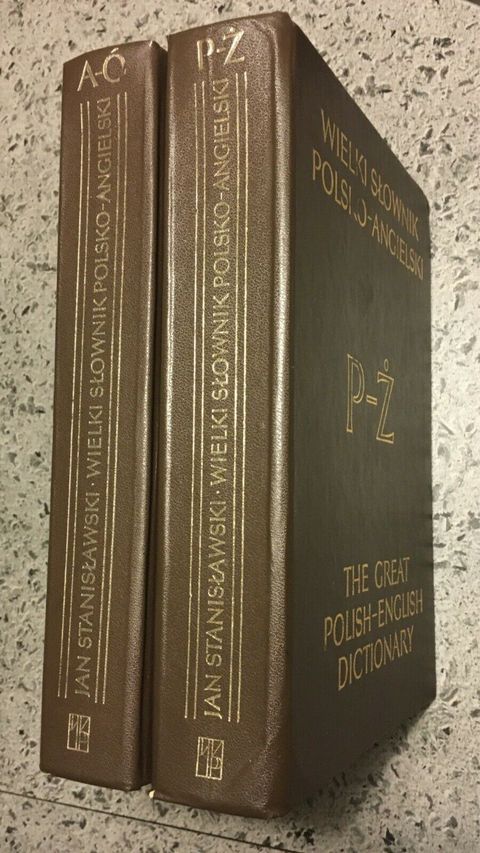 A-Ó
JAN STANISŁAWSKI · WIELKI SŁOWNIK POLSKO-ANGIELSKI
P-Ż
JAN STANISŁAWSKI · WIELKI SŁOWNIK POLSKO-ANGIELSKI
WIELKI SŁOWNIK
POLSKO-ANGIELSKI
P-Ż
THE GREAT
POLISH-ENGLISH
DICTIONARY